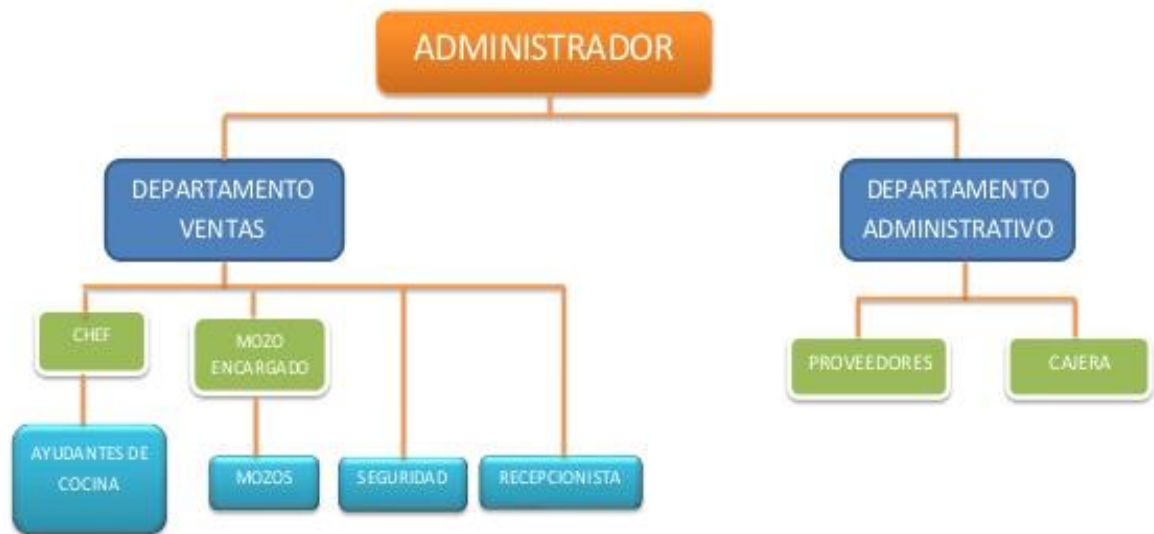 ADMINISTRADOR
DEPARTAMENTO
VENTAS
DEPARTAMENTO
ADMINISTRATIVO
CHEF
MOZO
ENCARGADO
PROVEEDORES
CAJERA
AYUDANTES DE
COCINA
MOZOS
SEGURIDAD
RECEPCIONISTA